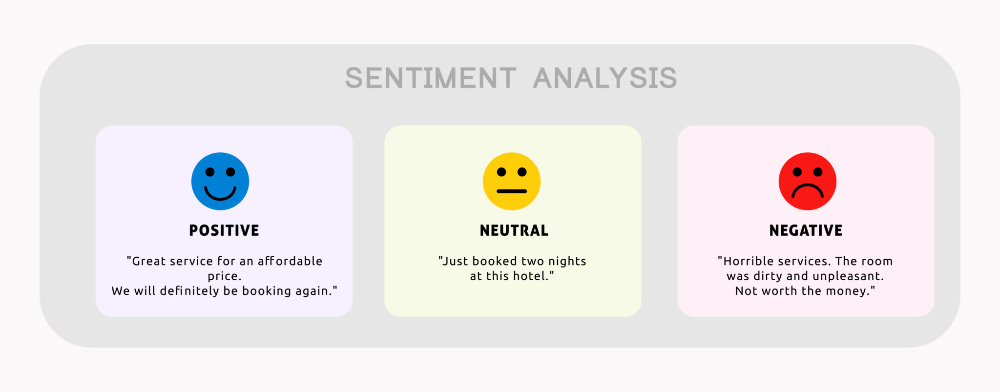 SENTIMENT ANALYSIS
POSITIVE
"Great service for an affordable
price.
We will definitely be booking again."
NEUTRAL
"Just booked two nights
at this hotel."
NEGATIVE
"Horrible services. The room
was dirty and unpleasant.
Not worth the money."